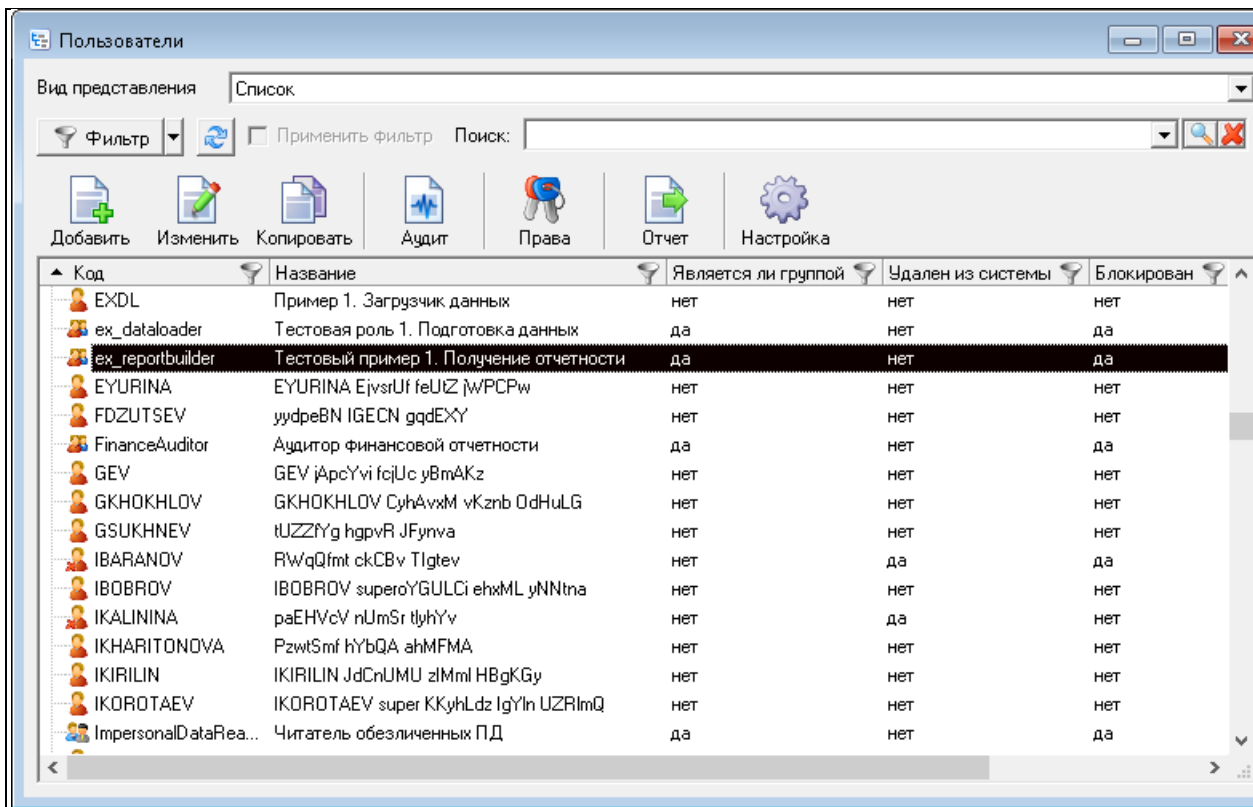 Пользователи
Вид представления Список
Фильтр Применить фильтр Поиск:
Добавить Изменить Копировать Аудит Права Отчет Настройка
Код Название Является ли группой Удален из системы Блокирован
EXDL Пример 1. Загрузчик данных нет нет нет
ex_dataloader Тестовая роль 1. Подготовка данных да нет да
ex_reportbuilder Тестовый пример 1. Получение отчетности да нет да
EYURINA EYURINA EjvsrUf feUtZ jWPCPw нет нет нет
FDZUTSEV yydpeBN IGECN gqdEXY нет нет нет
FinanceAuditor Аудитор финансовой отчетности да нет да
GEV GEV jApcYvi fcjUc yBmAKz нет нет нет
GKHOKHLOV GKHOKHLOV CyhAvxM vKznb OdHuLG нет нет нет
GSUKHNEV tUZZfYg hgpvR JFynva нет нет нет
IBARANOV RWqQfmt ckCBv TIgtev нет да да
IBOBROV IBOBROV superoYGULCi ehxML yNNtna нет нет нет
IKALININA paEHVcV nUmSr tlyhYv нет да нет
IKHARITONOVA PzwtSmf hYbQA ahMFMA нет нет нет
IKIRILIN IKIRILIN JdCnUMU zlMml HBgKGy нет нет нет
IKOROTAEV IKOROTAEV super KKyhLdz IgYln UZRlmQ нет нет нет
ImpersonalDataRea... Читатель обезличенных ПД да нет да